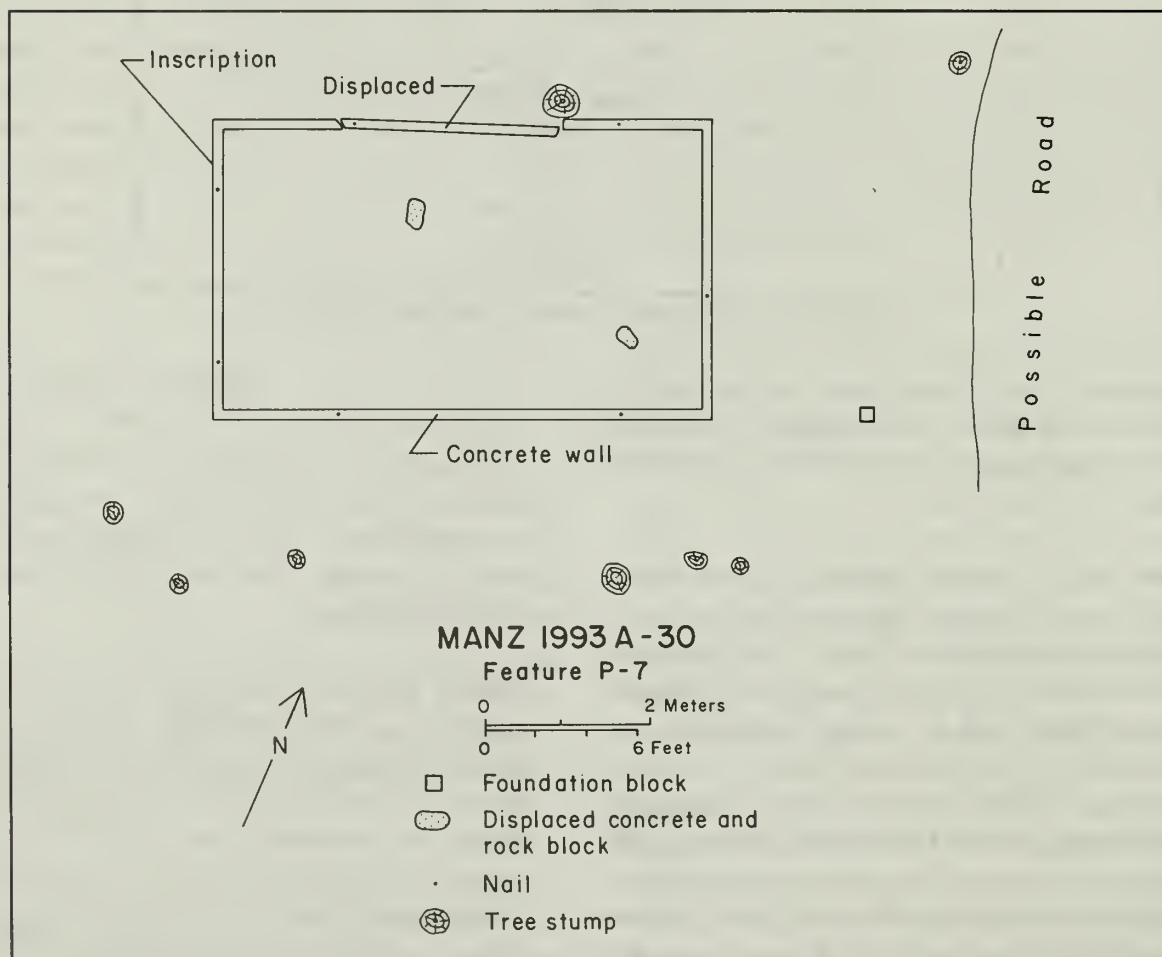 Inscription
Displaced
Possible Road
Concrete wall
MANZ 1993 A-30
Feature P-7
0 2 Meters
0 6 Feet
N
Foundation block
Displaced concrete and
rock block
Nail
Tree stump